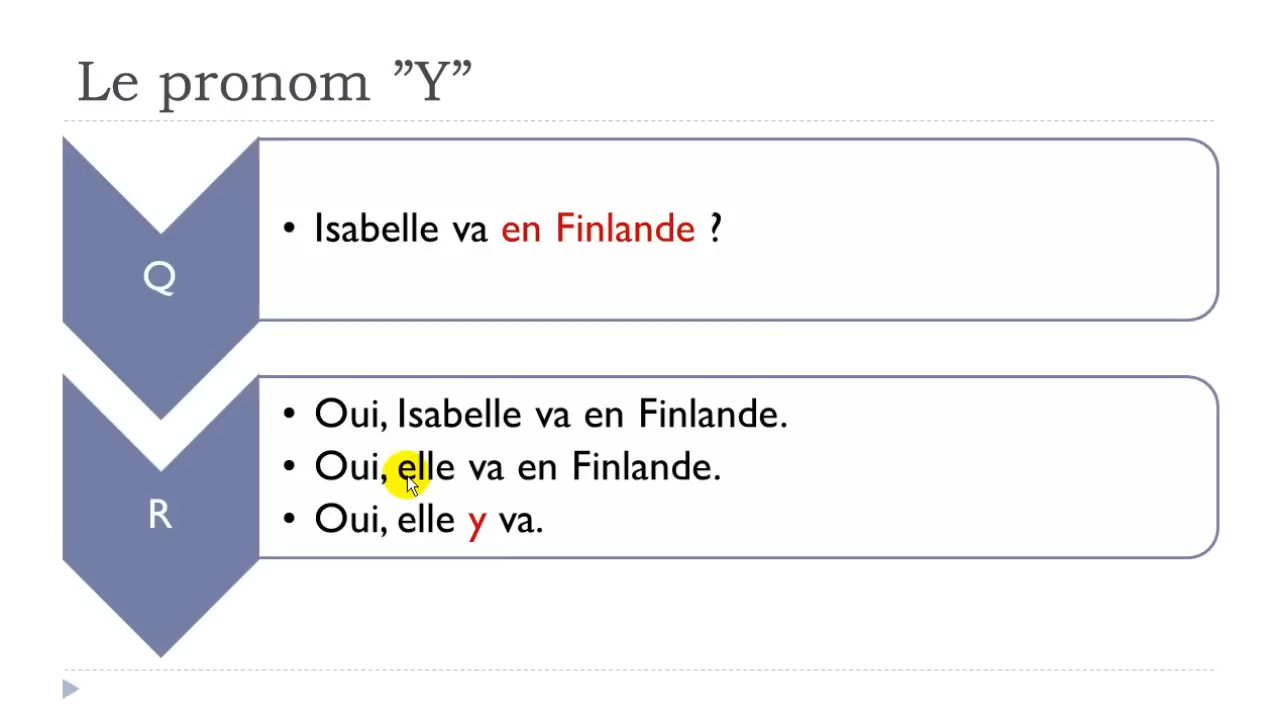 Le pronom ”Y”
Q
• Isabelle va en Finlande ?
R
• Oui, Isabelle va en Finlande.
• Oui, elle va en Finlande.
• Oui, elle y va.